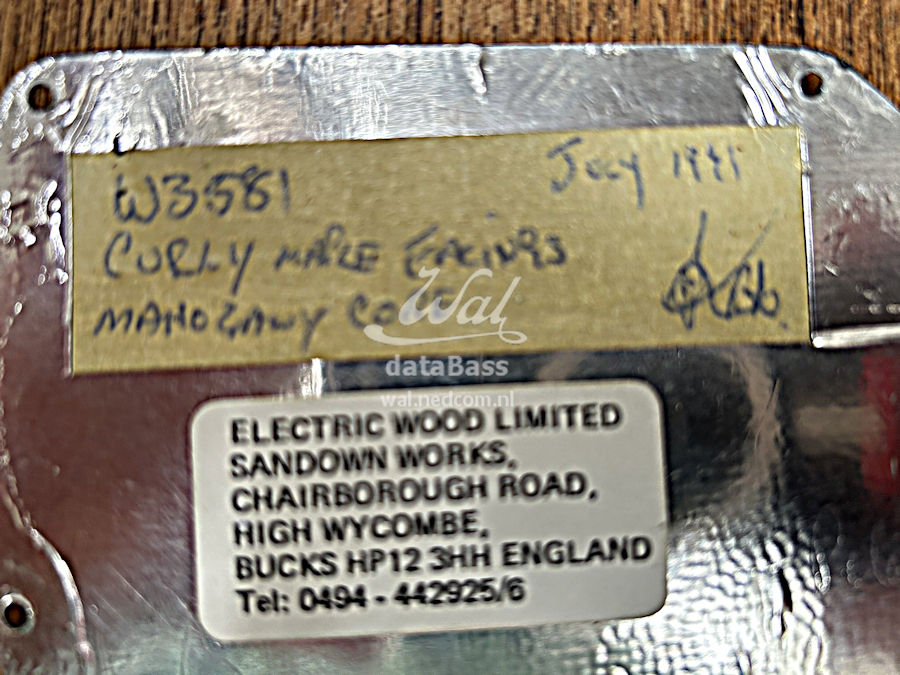 W3581 July 1991
CURLY MAPLE FACINGS
MAHOGANY CORE
Wal
dataBass
wal.nedcom.nl
ELECTRIC WOOD LIMITED
SANDOWN WORKS,
CHAIRBOROUGH ROAD,
HIGH WYCOMBE,
BUCKS HP12 3HH ENGLAND
Tel: 0494 - 442925/6